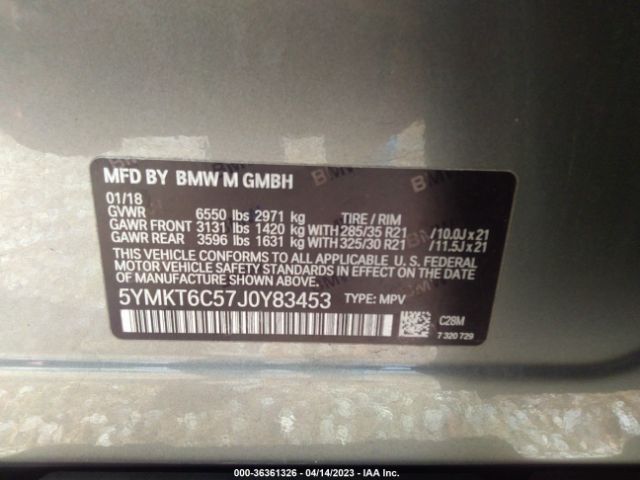 MFD BY BMW M GMBH
01/18
GVWR 6550 lbs 2971 kg TIRE / RIM
GAWR FRONT 3131 lbs 1420 kg WITH 285/35 R21 /10.0J x 21
GAWR REAR 3596 lbs 1631 kg WITH 325/30 R21 /11.5J x 21
THIS VEHICLE CONFORMS TO ALL APPLICABLE U. S. FEDERAL
MOTOR VEHICLE SAFETY STANDARDS IN EFFECT ON THE DATE
OF MANUFACTURE SHOWN ABOVE.
5YMKT6C57J0Y83453 TYPE: MPV
C28M
7 320 729
000-36361326 - 04/14/2023 - IAA Inc.